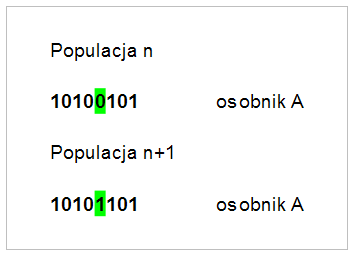 Populacja n
10100101 osobnik A
Populacja n+1
10101101 osobnik A